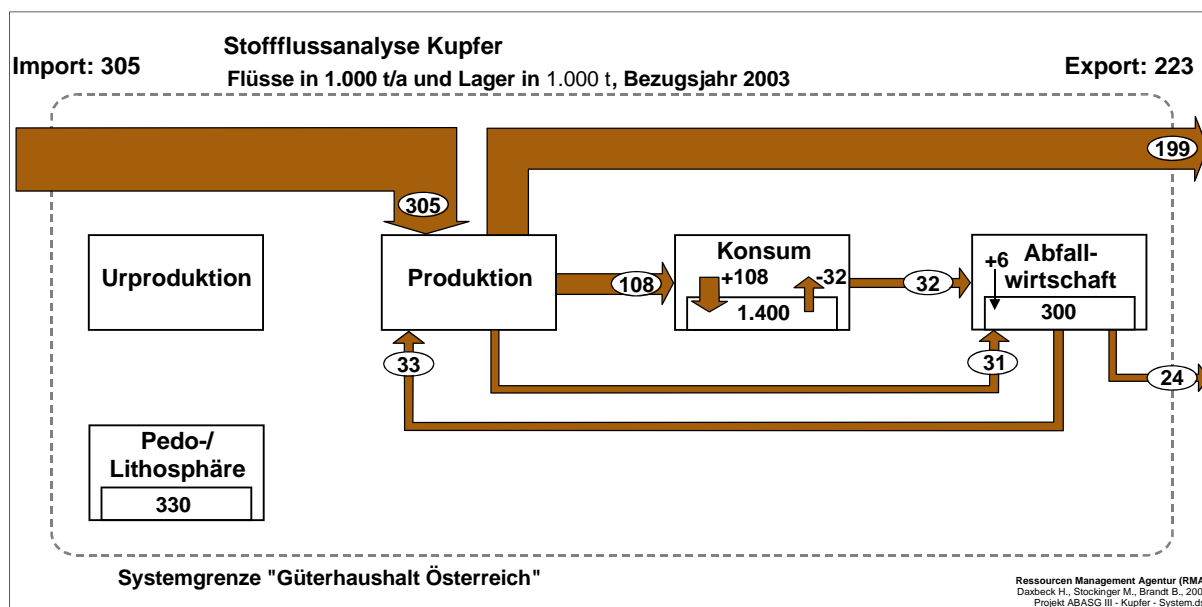 Stoffflussanalyse Kupfer
Import: 305
Flüsse in 1.000 t/a und Lager in 1.000 t, Bezugsjahr 2003
Export: 223
199
305
Urproduktion
Produktion
108
Konsum
+108
-32
1.400
32
+6
Abfall-
wirtschaft
300
33
31
24
Pedo-/
Lithosphäre
330
Systemgrenze "Güterhaushalt Österreich"
Ressourcen Management Agentur (RMA
Daxbeck H., Stockinger M., Brandt B., 200
Projekt ABASG III - Kupfer - System.ds